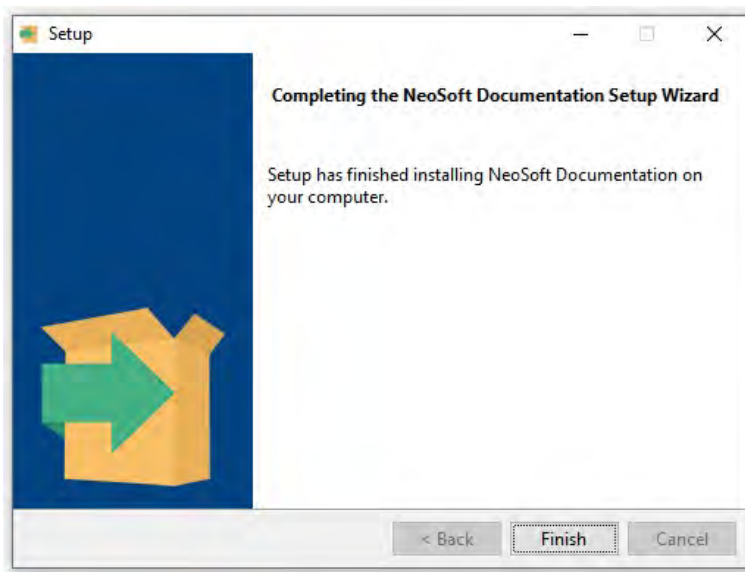 Setup
Completing the NeoSoft Documentation Setup Wizard
Setup has finished installing NeoSoft Documentation on
your computer.
< Back Finish Cancel